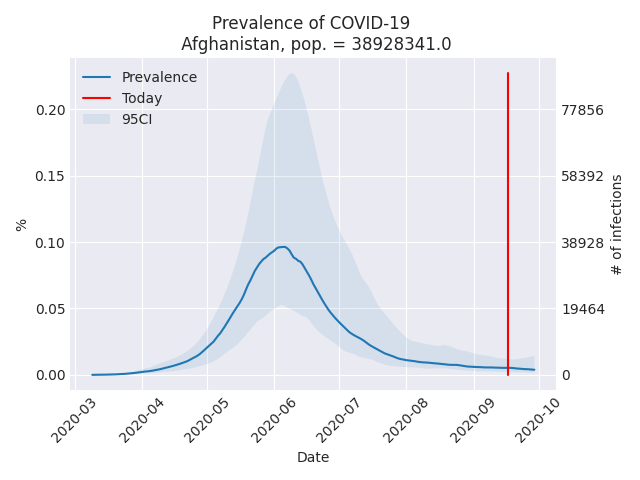 Prevalence of COVID-19
Afghanistan, pop. = 38928341.0
Prevalence
Today
95CI
0.20
0.15
0.10
0.05
0.00
%
77856
58392
38928
19464
0
# of infections
2020-03
2020-04
2020-05
2020-06
2020-07
2020-08
2020-09
2020-10
Date